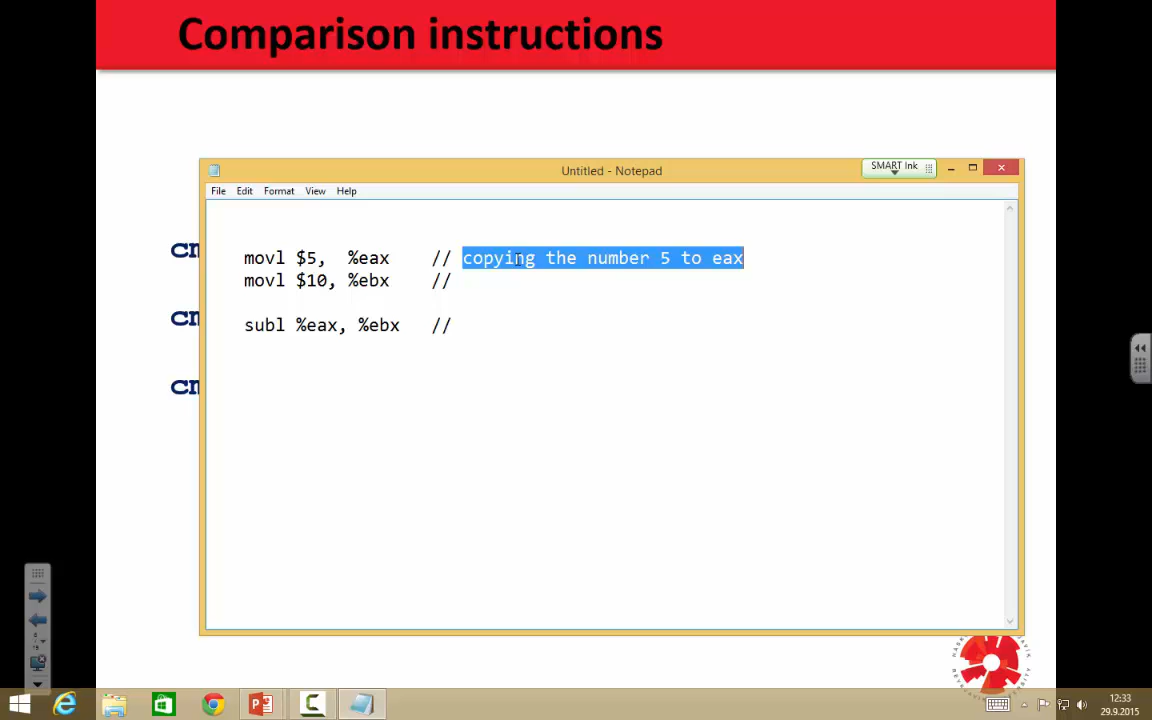 Comparison instructions
Untitled - Notepad
SMART Ink
File Edit Format View Help
movl $5, %eax // copying the number 5 to eax
movl $10, %ebx //
subl %eax, %ebx //
12:33
29.9.2015